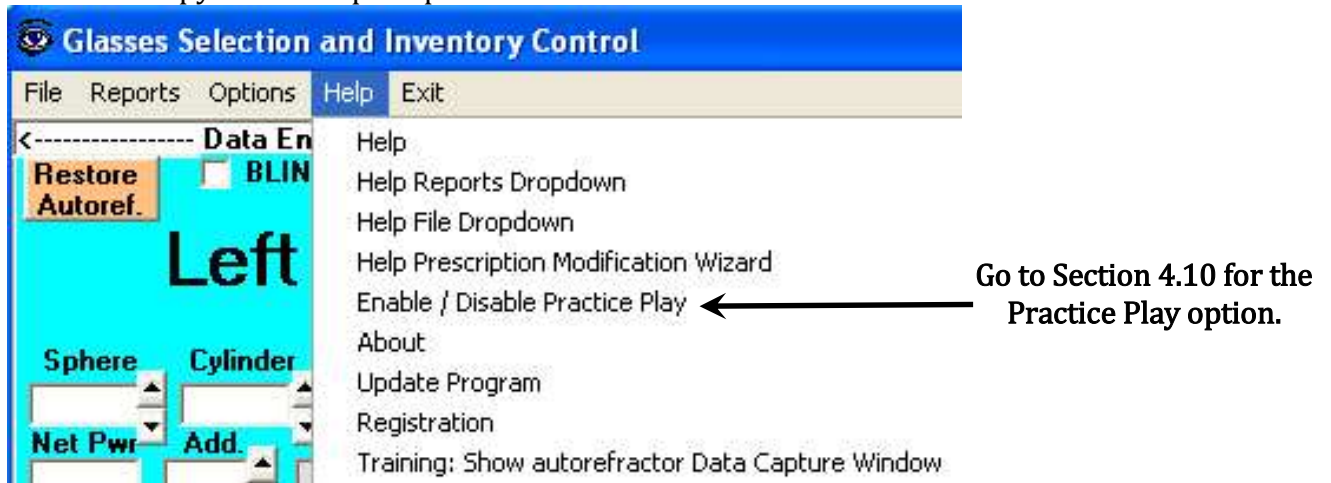 Glasses Selection and Inventory Control
File Reports Options Help Exit
<----------------- Data En
Restore
Autoref.
BLIN
Left
Sphere Cylinder
Net Pwr Add.
Help
Help Reports Dropdown
Help File Dropdown
Help Prescription Modification Wizard
Enable / Disable Practice Play
About
Update Program
Registration
Training: Show autorefractor Data Capture Window
Go to Section 4.10 for the
Practice Play option.